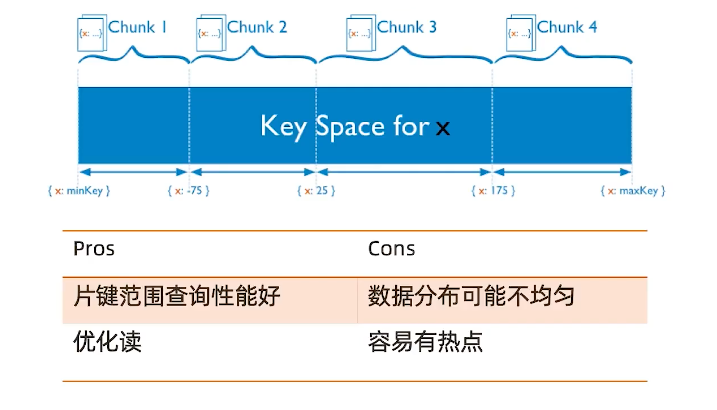 {x: ...} Chunk 1 {x: ...} Chunk 2 {x: ...} Chunk 3 {x: ...} Chunk 4
Key Space for x
{ x: minKey } { x: -75 } { x: 25 } { x: 175 } { x: maxKey }
Pros Cons
片键范围查询性能好 数据分布可能不均匀
优化读 容易有热点